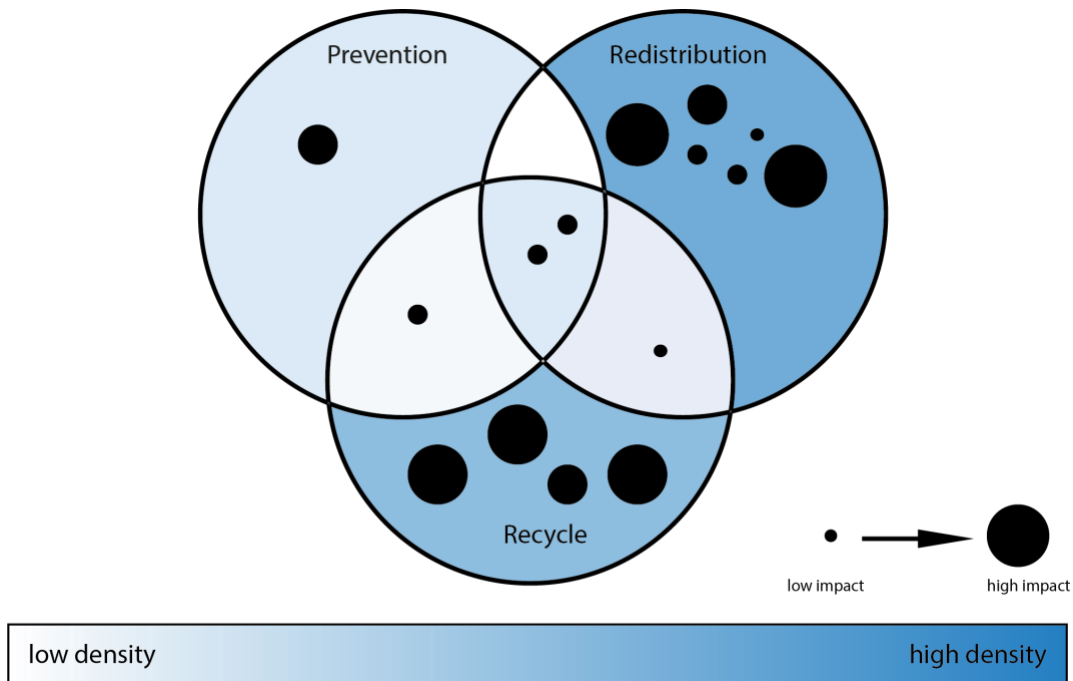 Prevention
Redistribution
Recycle
low impact
high impact
low density
high density